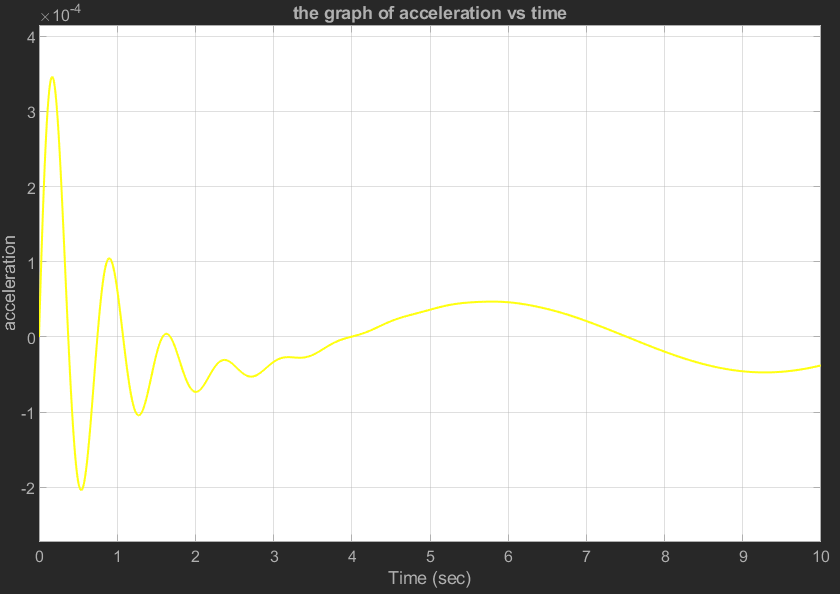 the graph of acceleration vs time
×10⁻⁴
4
3
2
1
0
-1
-2
acceleration
0 1 2 3 4 5 6 7 8 9 10
Time (sec)